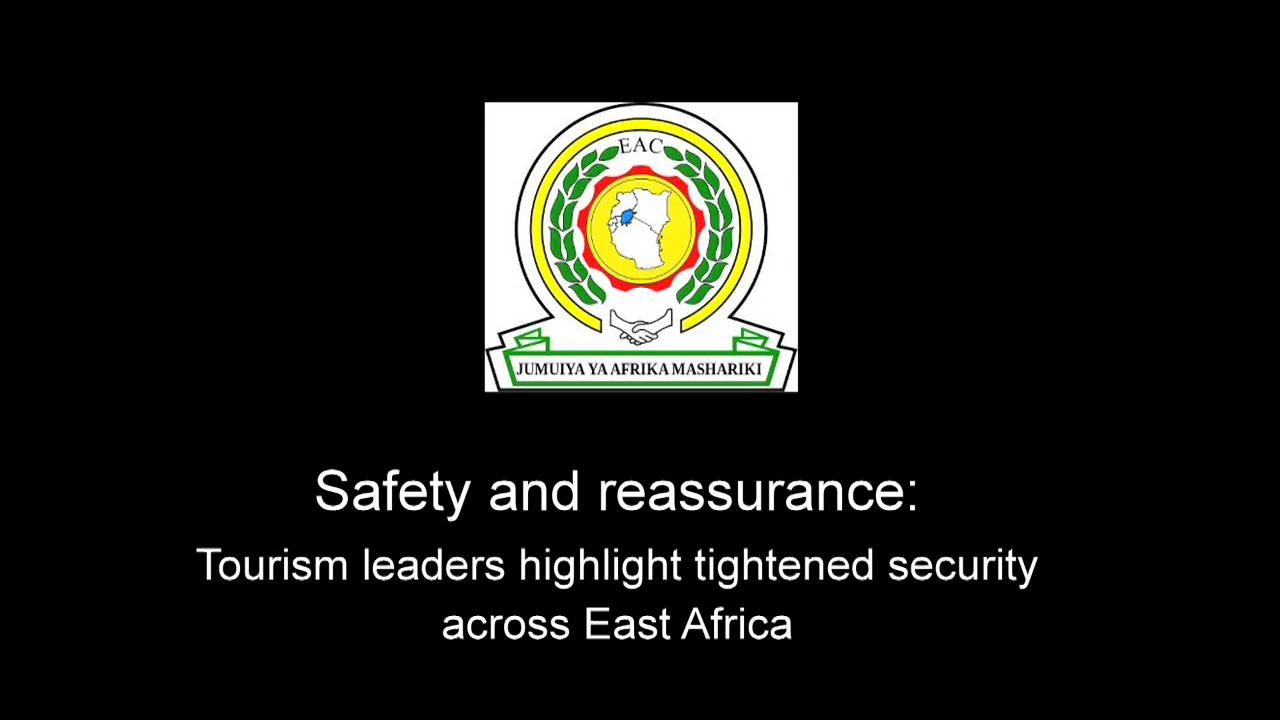 EAC
JUMUIYA YA AFRIKA MASHARIKI
Safety and reassurance:
Tourism leaders highlight tightened security
across East Africa